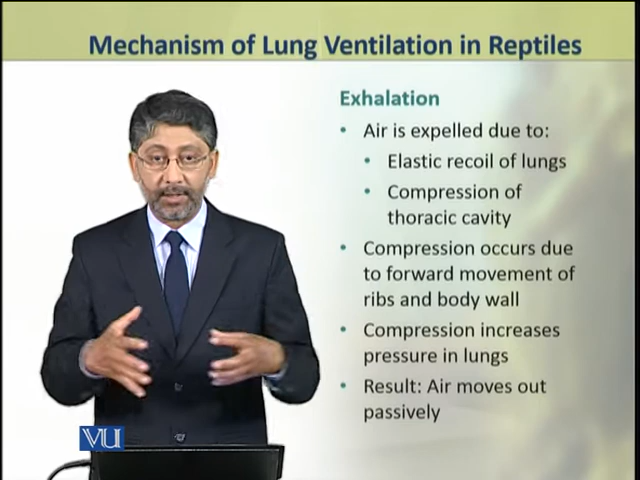 Mechanism of Lung Ventilation in Reptiles
Exhalation
• Air is expelled due to:
• Elastic recoil of lungs
• Compression of
thoracic cavity
• Compression occurs due
to forward movement of
ribs and body wall
• Compression increases
pressure in lungs
• Result: Air moves out
passively
VU